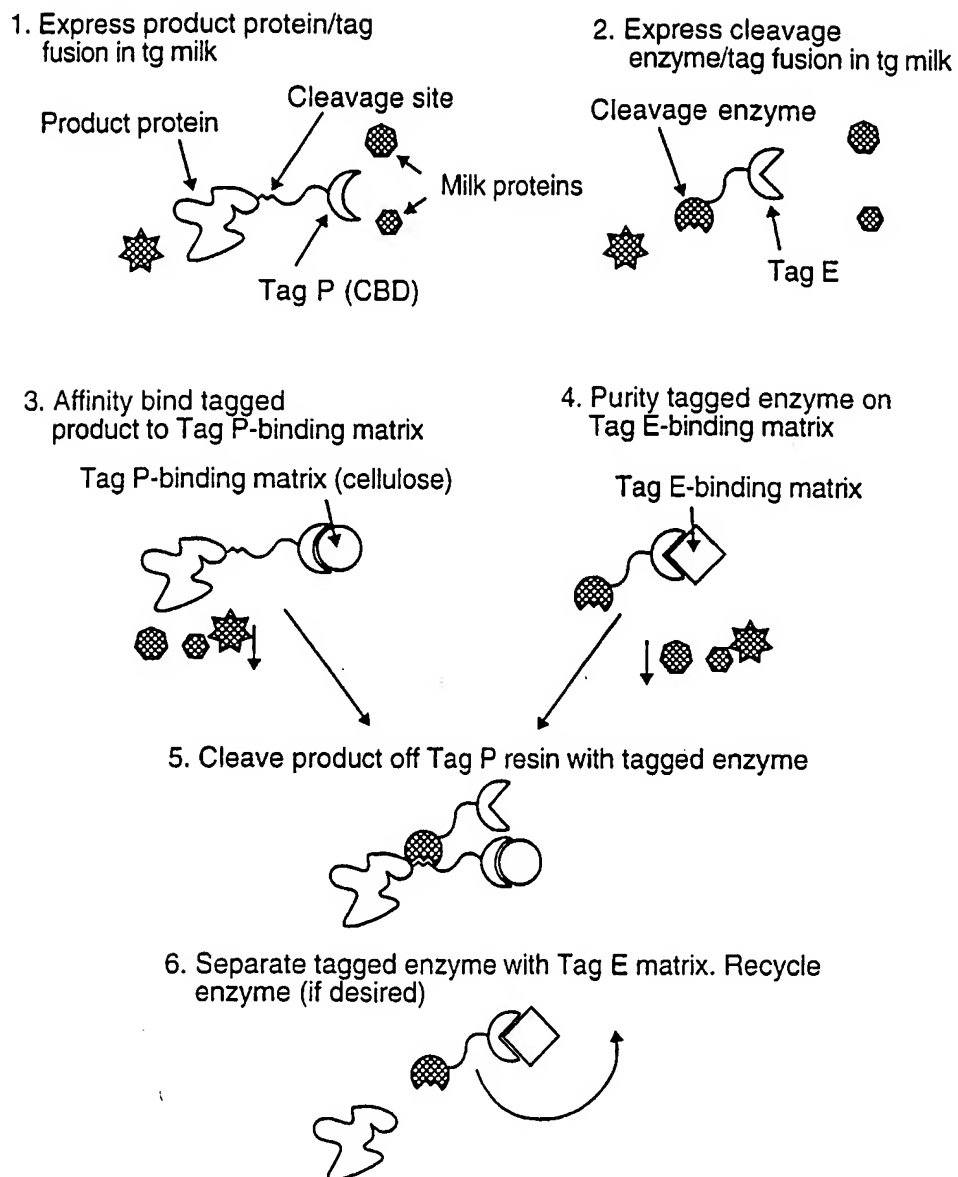 1. Express product protein/tag
fusion in tg milk
Product protein
Cleavage site
Milk proteins
Tag P (CBD)
2. Express cleavage
enzyme/tag fusion in tg milk
Cleavage enzyme
Tag E
3. Affinity bind tagged
product to Tag P-binding matrix
Tag P-binding matrix (cellulose)
4. Purity tagged enzyme on
Tag E-binding matrix
Tag E-binding matrix
5. Cleave product off Tag P resin with tagged enzyme
6. Separate tagged enzyme with Tag E matrix. Recycle
enzyme (if desired)